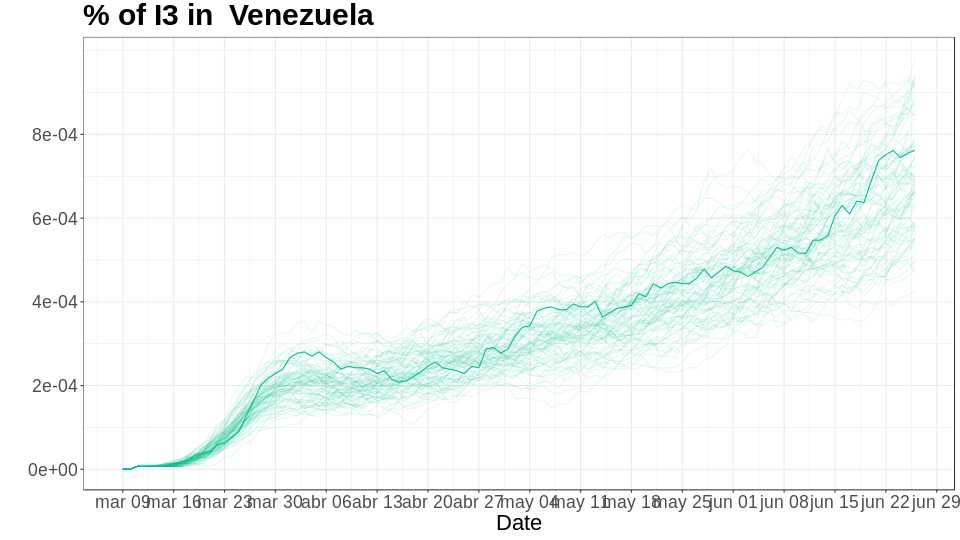 % of I3 in  Venezuela
8e-04
6e-04
4e-04
2e-04
0e+00
mar 09 mar 16 mar 23 mar 30 abr 06 abr 13 abr 20 abr 27 may 04 may 11 may 18 may 25 jun 01 jun 08 jun 15 jun 22 jun 29
Date